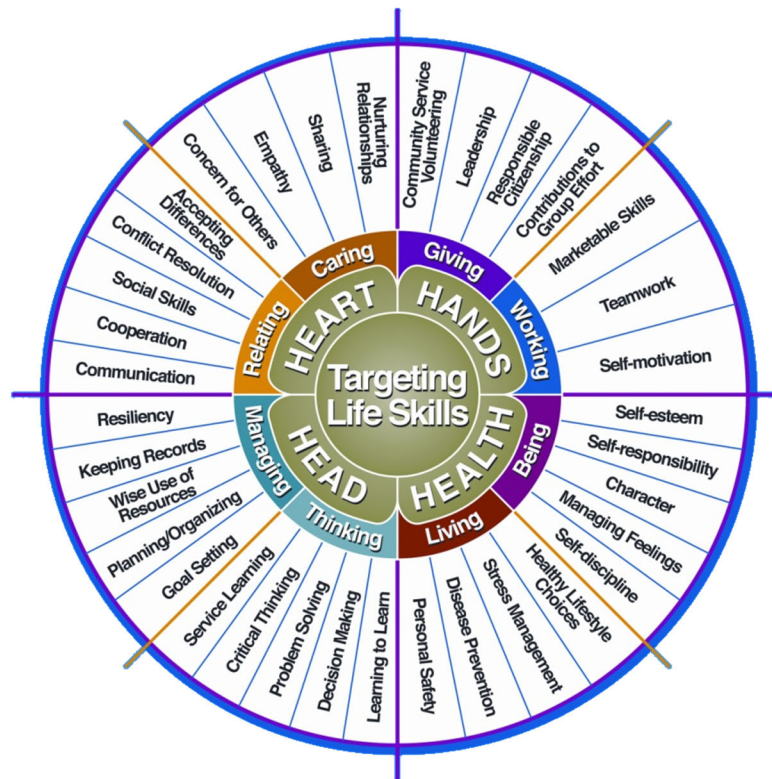 Targeting
Life Skills
HEART
HANDS
HEALTH
HEAD
Caring
Giving
Working
Being
Living
Thinking
Managing
Relating
Nurturing
Relationships
Sharing
Empathy
Concern for Others
Community Service
Volunteering
Leadership
Responsible
Citizenship
Contributions to
Group Effort
Marketable Skills
Teamwork
Self-motivation
Self-esteem
Self-responsibility
Character
Managing Feelings
Self-discipline
Healthy Lifestyle
Choices
Stress Management
Disease Prevention
Personal Safety
Learning to Learn
Decision Making
Problem Solving
Critical Thinking
Service Learning
Goal Setting
Planning/Organizing
Wise Use of
Resources
Keeping Records
Resiliency
Communication
Cooperation
Social Skills
Conflict Resolution
Accepting
Differences